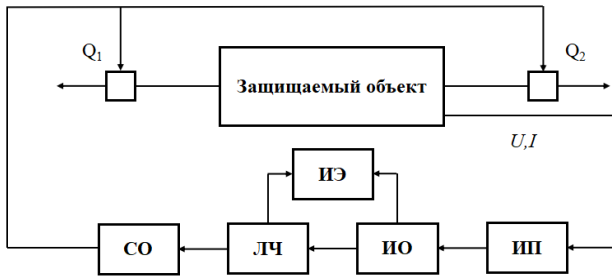 Q1
Q2
Защищаемый объект
U,I
ИЭ
СО
ЛЧ
ИО
ИП